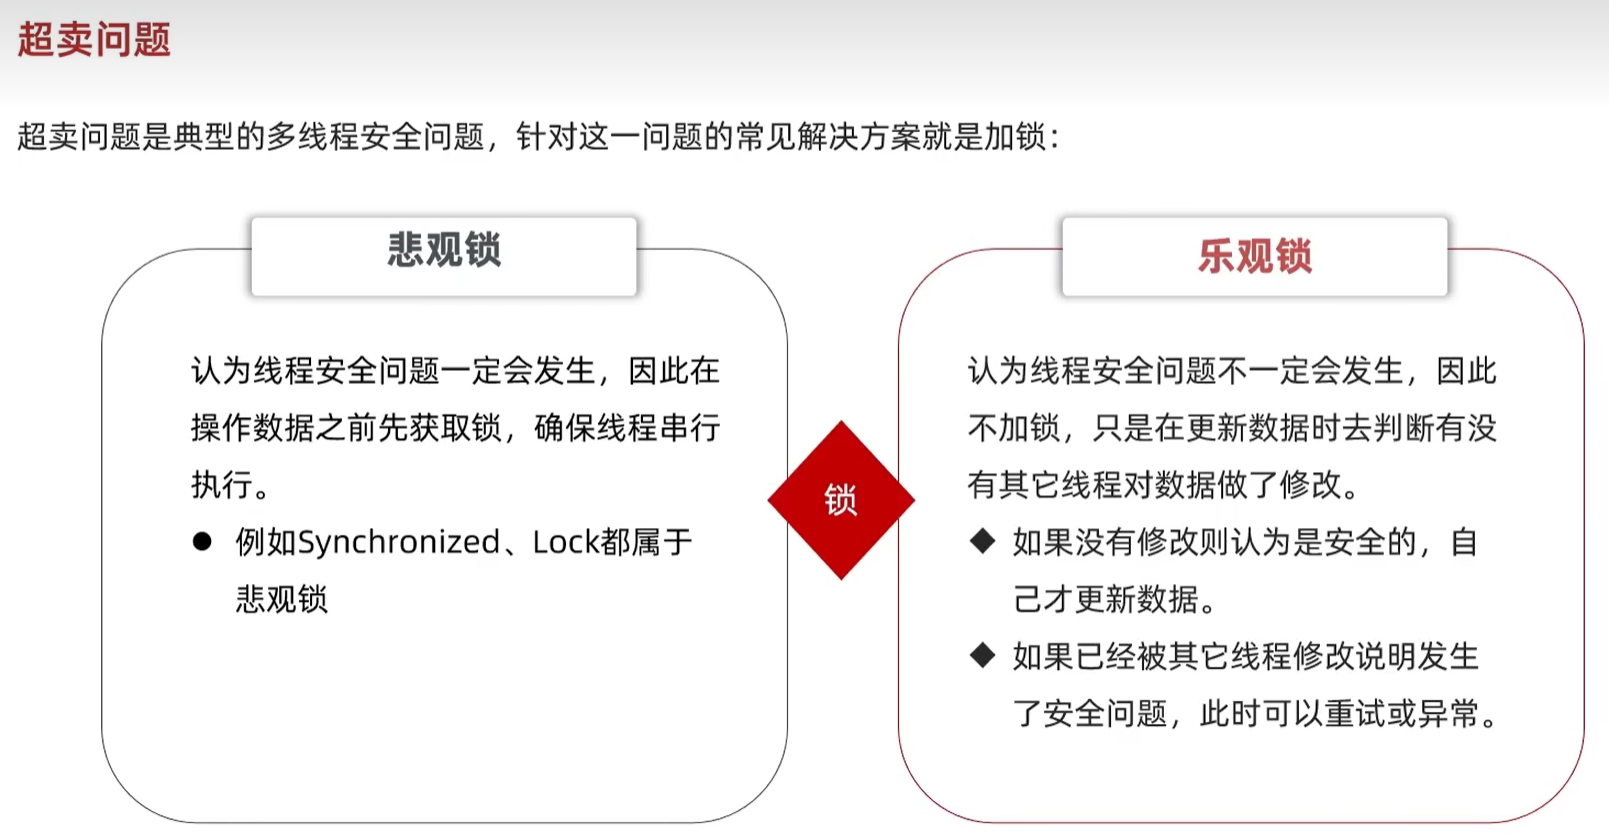 超卖问题
超卖问题是典型的多线程安全问题，针对这一问题的常见解决方案就是加锁：
悲观锁
认为线程安全问题一定会发生，因此在
操作数据之前先获取锁，确保线程串行
执行。
● 例如Synchronized、Lock都属于
悲观锁
锁
乐观锁
认为线程安全问题不一定会发生，因此
不加锁，只是在更新数据时去判断有没
有其它线程对数据做了修改。
◆ 如果没有修改则认为是安全的，自
己才更新数据。
◆ 如果已经被其它线程修改说明发生
了安全问题，此时可以重试或异常。